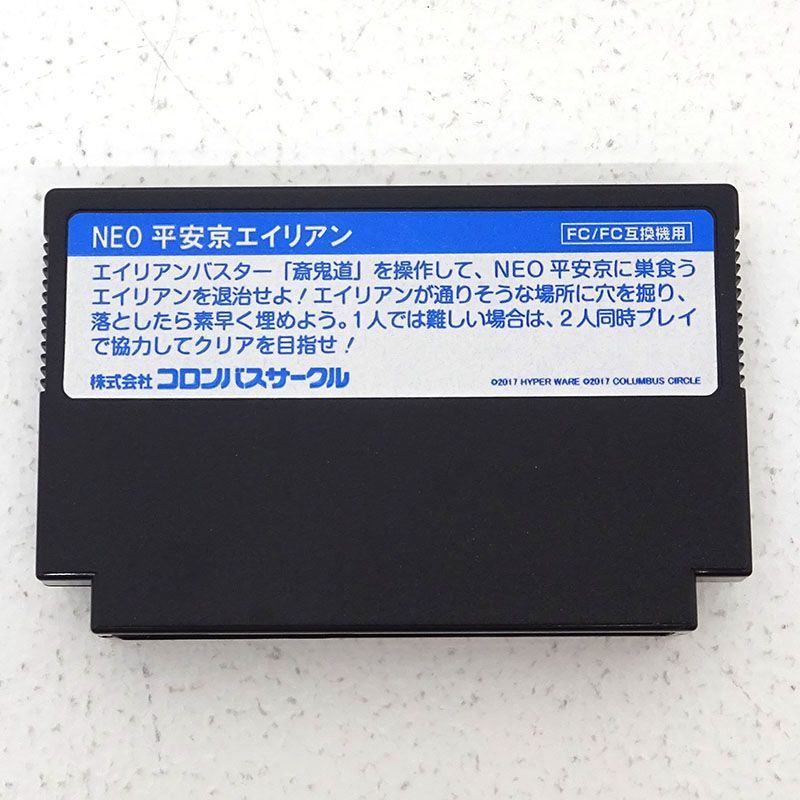 NEO 平安京エイリアン
FC/FC互換機用
エイリアンバスター「斎鬼道」を操作して、NEO 平安京に巣食う
エイリアンを退治せよ！エイリアンが通りそうな場所に穴を掘り、
落としたら素早く埋めよう。1人では難しい場合は、2人同時プレイ
で協力してクリアを目指せ！
株式会社 コロンバスサークル
©2017 HYPER WARE ©2017 COLUMBUS CIRCLE